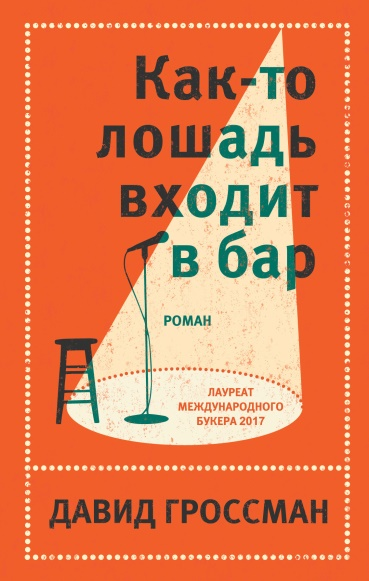 Как-то
лошадь
входит
в бар
РОМАН
ЛАУРЕАТ
МЕЖДУНАРОДНОГО
БУКЕРА 2017
ДАВИД ГРОССМАН